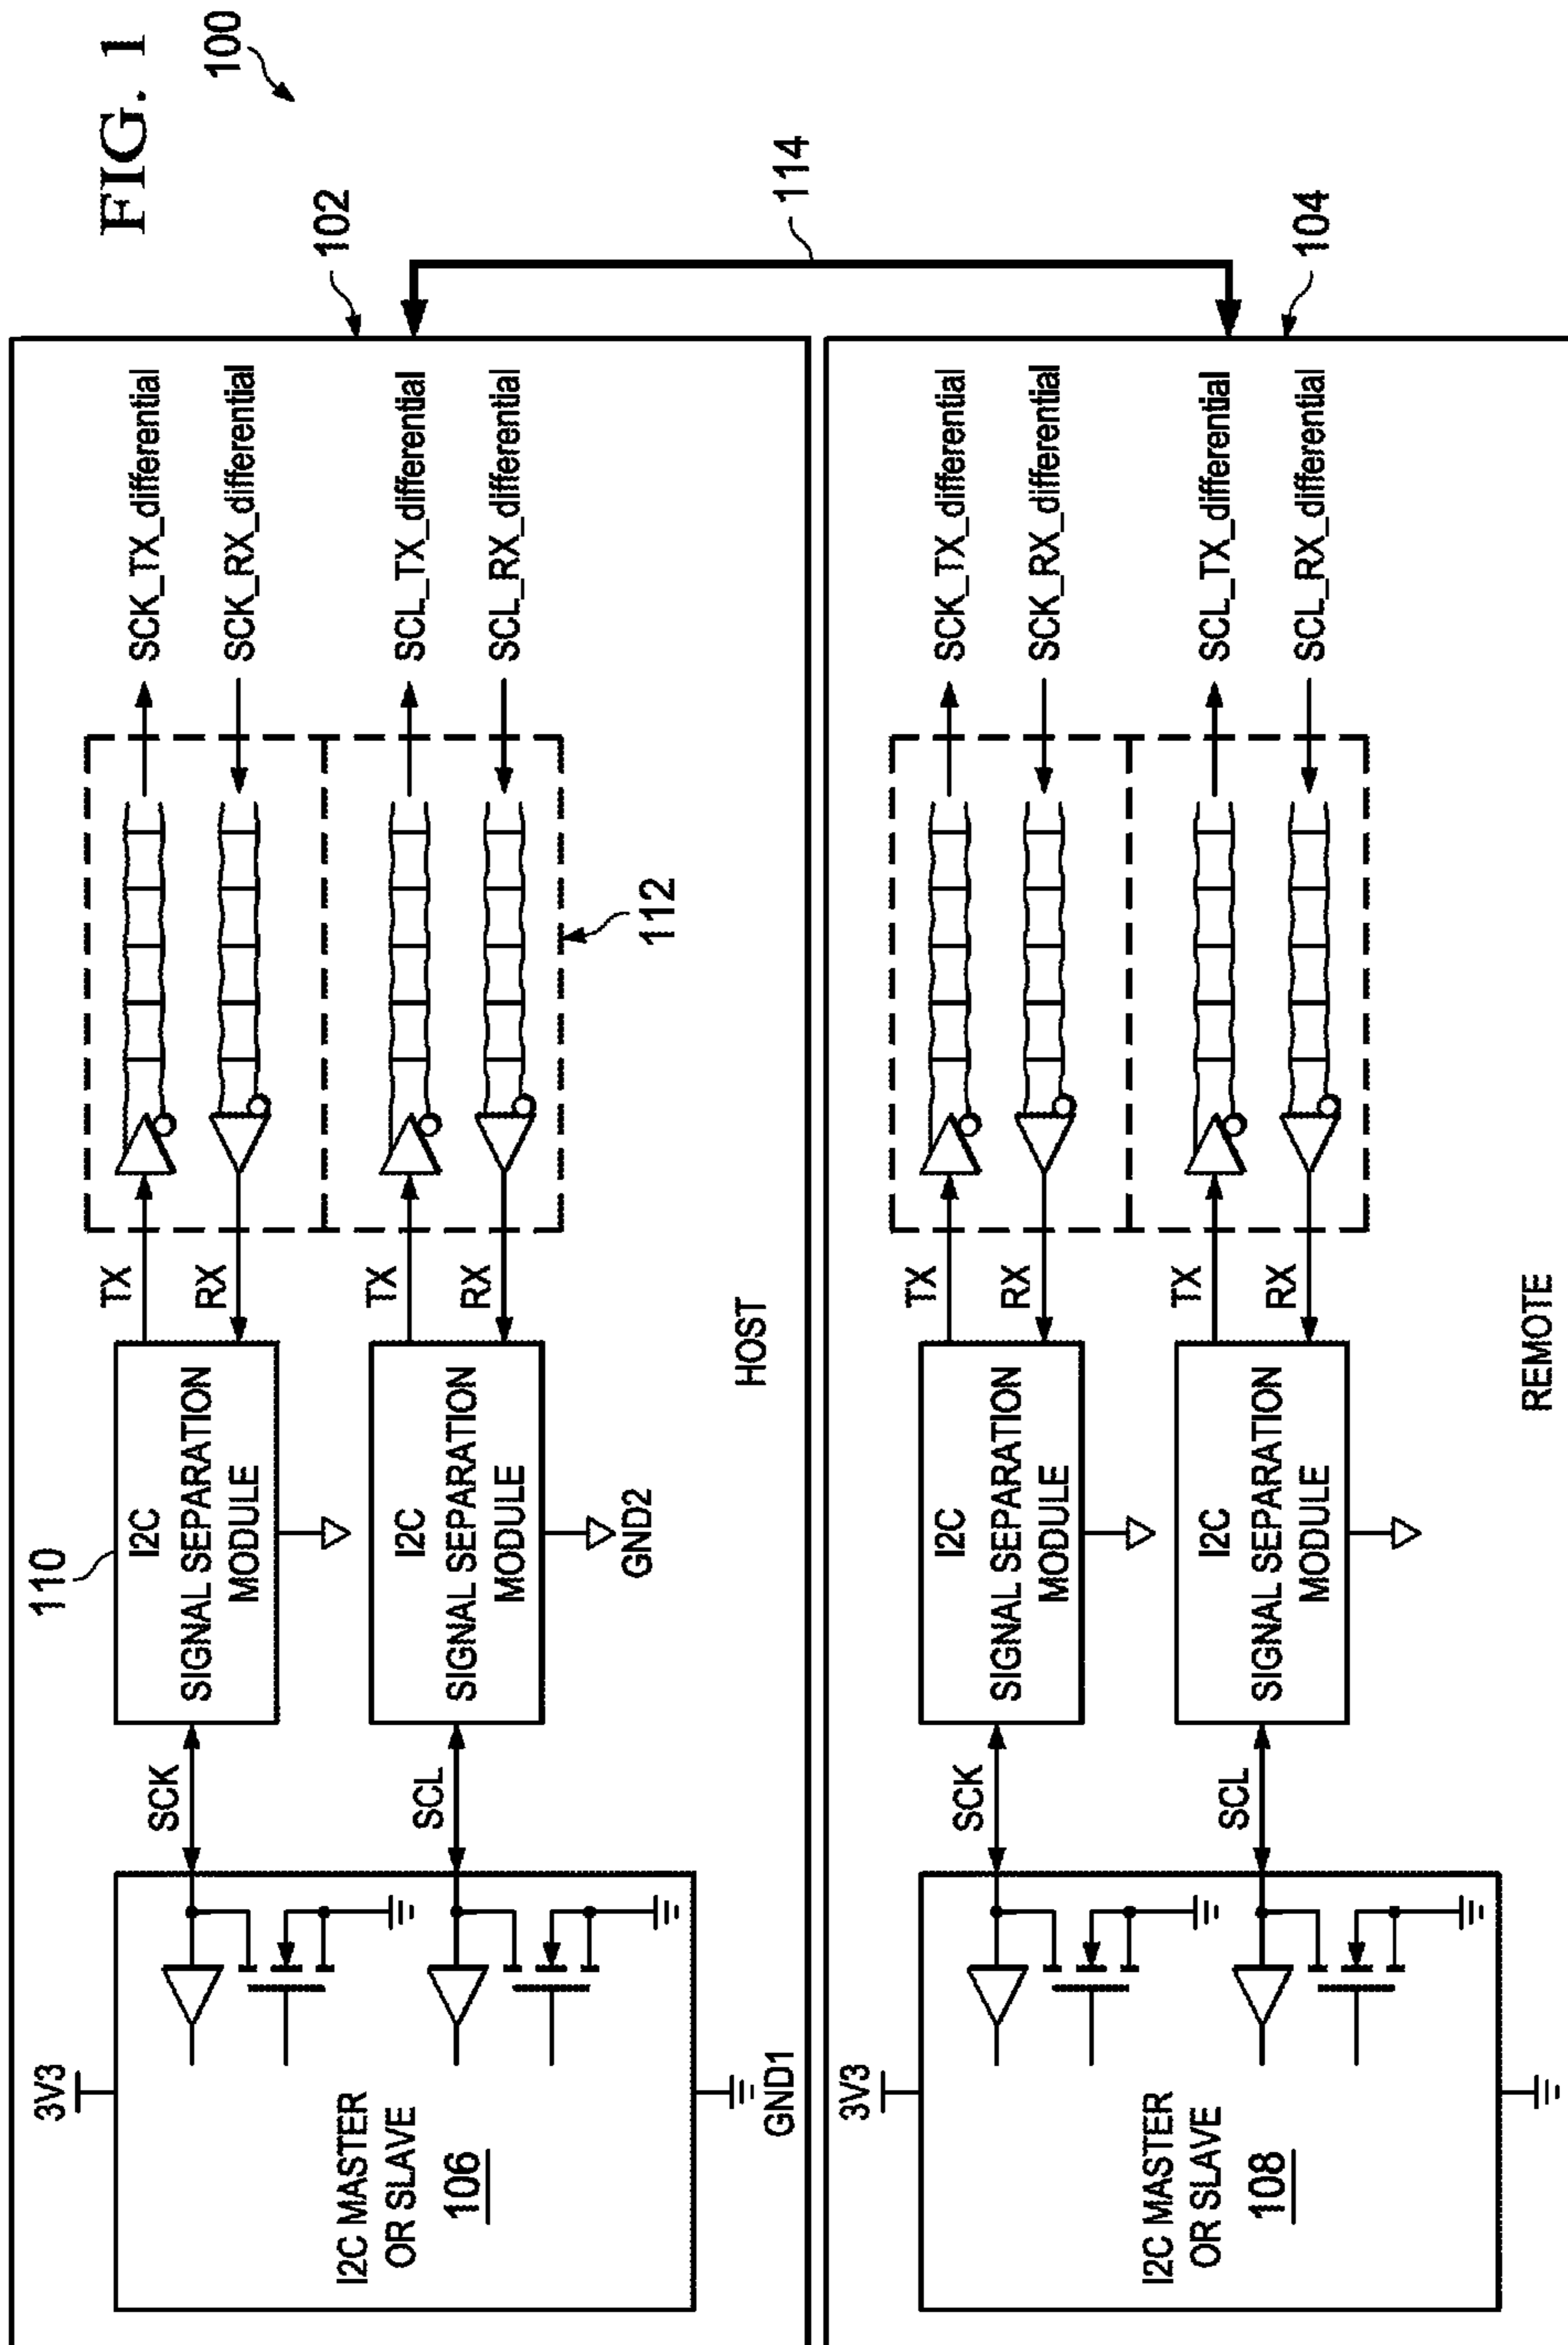 FIG. 1
100
102
HOST
3V3
I2C MASTER
OR SLAVE
106
GND1
SCK
SCL
110
I2C
SIGNAL SEPARATION
MODULE
I2C
SIGNAL SEPARATION
MODULE
GND2
TX
RX
TX
RX
112
SCK_TX_differential
SCK_RX_differential
SCL_TX_differential
SCL_RX_differential
114
104
REMOTE
3V3
I2C MASTER
OR SLAVE
108
SCK
SCL
I2C
SIGNAL SEPARATION
MODULE
I2C
SIGNAL SEPARATION
MODULE
TX
RX
TX
RX
SCK_TX_differential
SCK_RX_differential
SCL_TX_differential
SCL_RX_differential